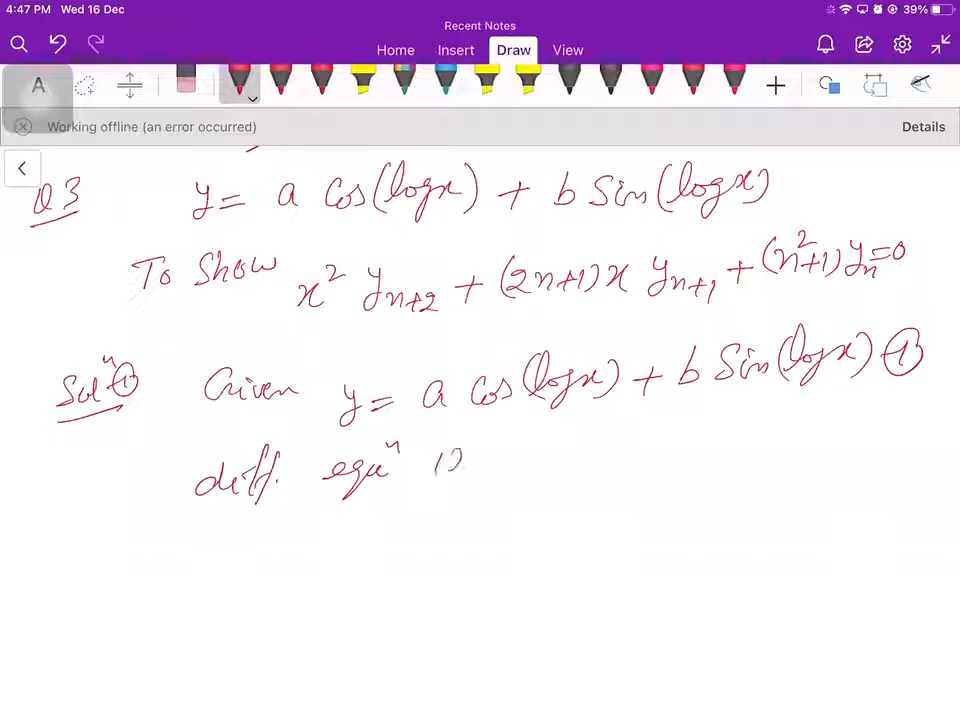 4:47 PM Wed 16 Dec
39%
Recent Notes
Home Insert Draw View
A
Working offline (an error occurred)
Details
Q3 y = a Cos(logx) + b Sin(logx)
To Show x² yₙ₊₂ + (2n+1)x yₙ₊₁ + (n²+1)yₙ=0
Solⁿ Given y = a Cos(logx) + b Sin(logx) ①
diff. equⁿ